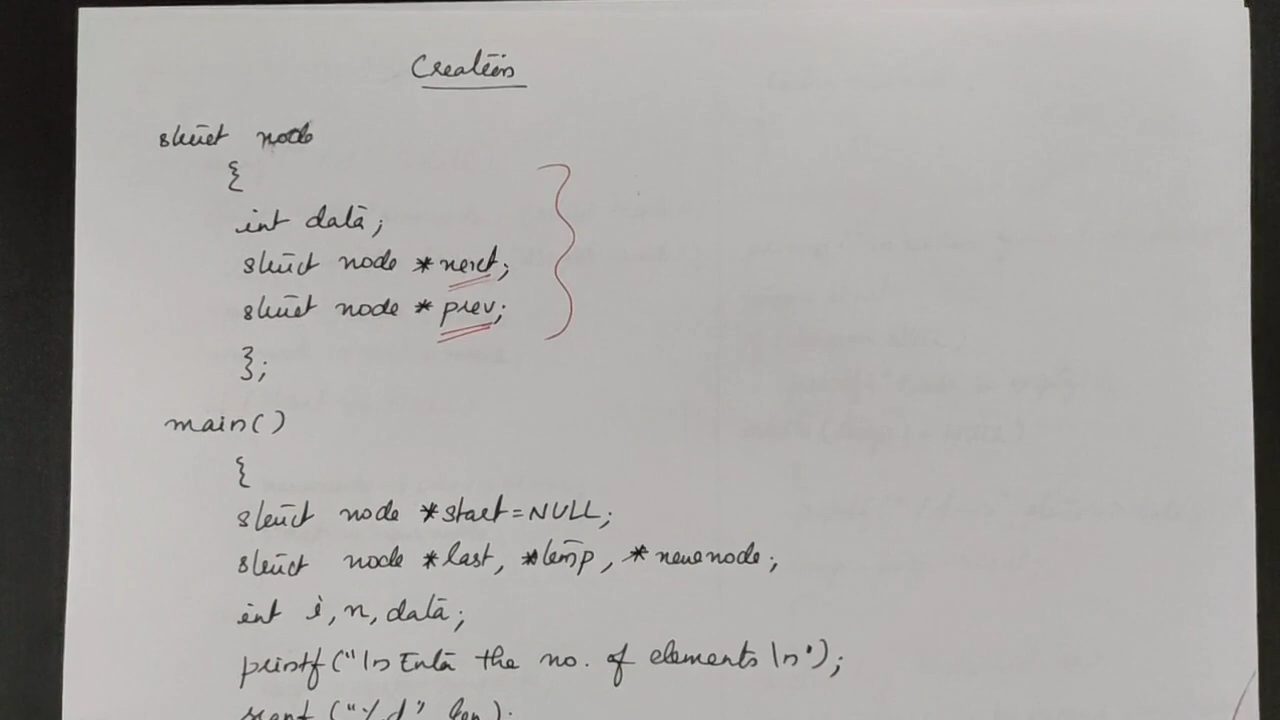 Creation
struct node
{
int data;
struct node *next;
struct node *prev;
};
main()
{
struct node *start=NULL;
struct node *last, *temp, *newnode;
int i, n, data;
printf("\n Enter the no. of elements \n");
scanf ("%d" &n);